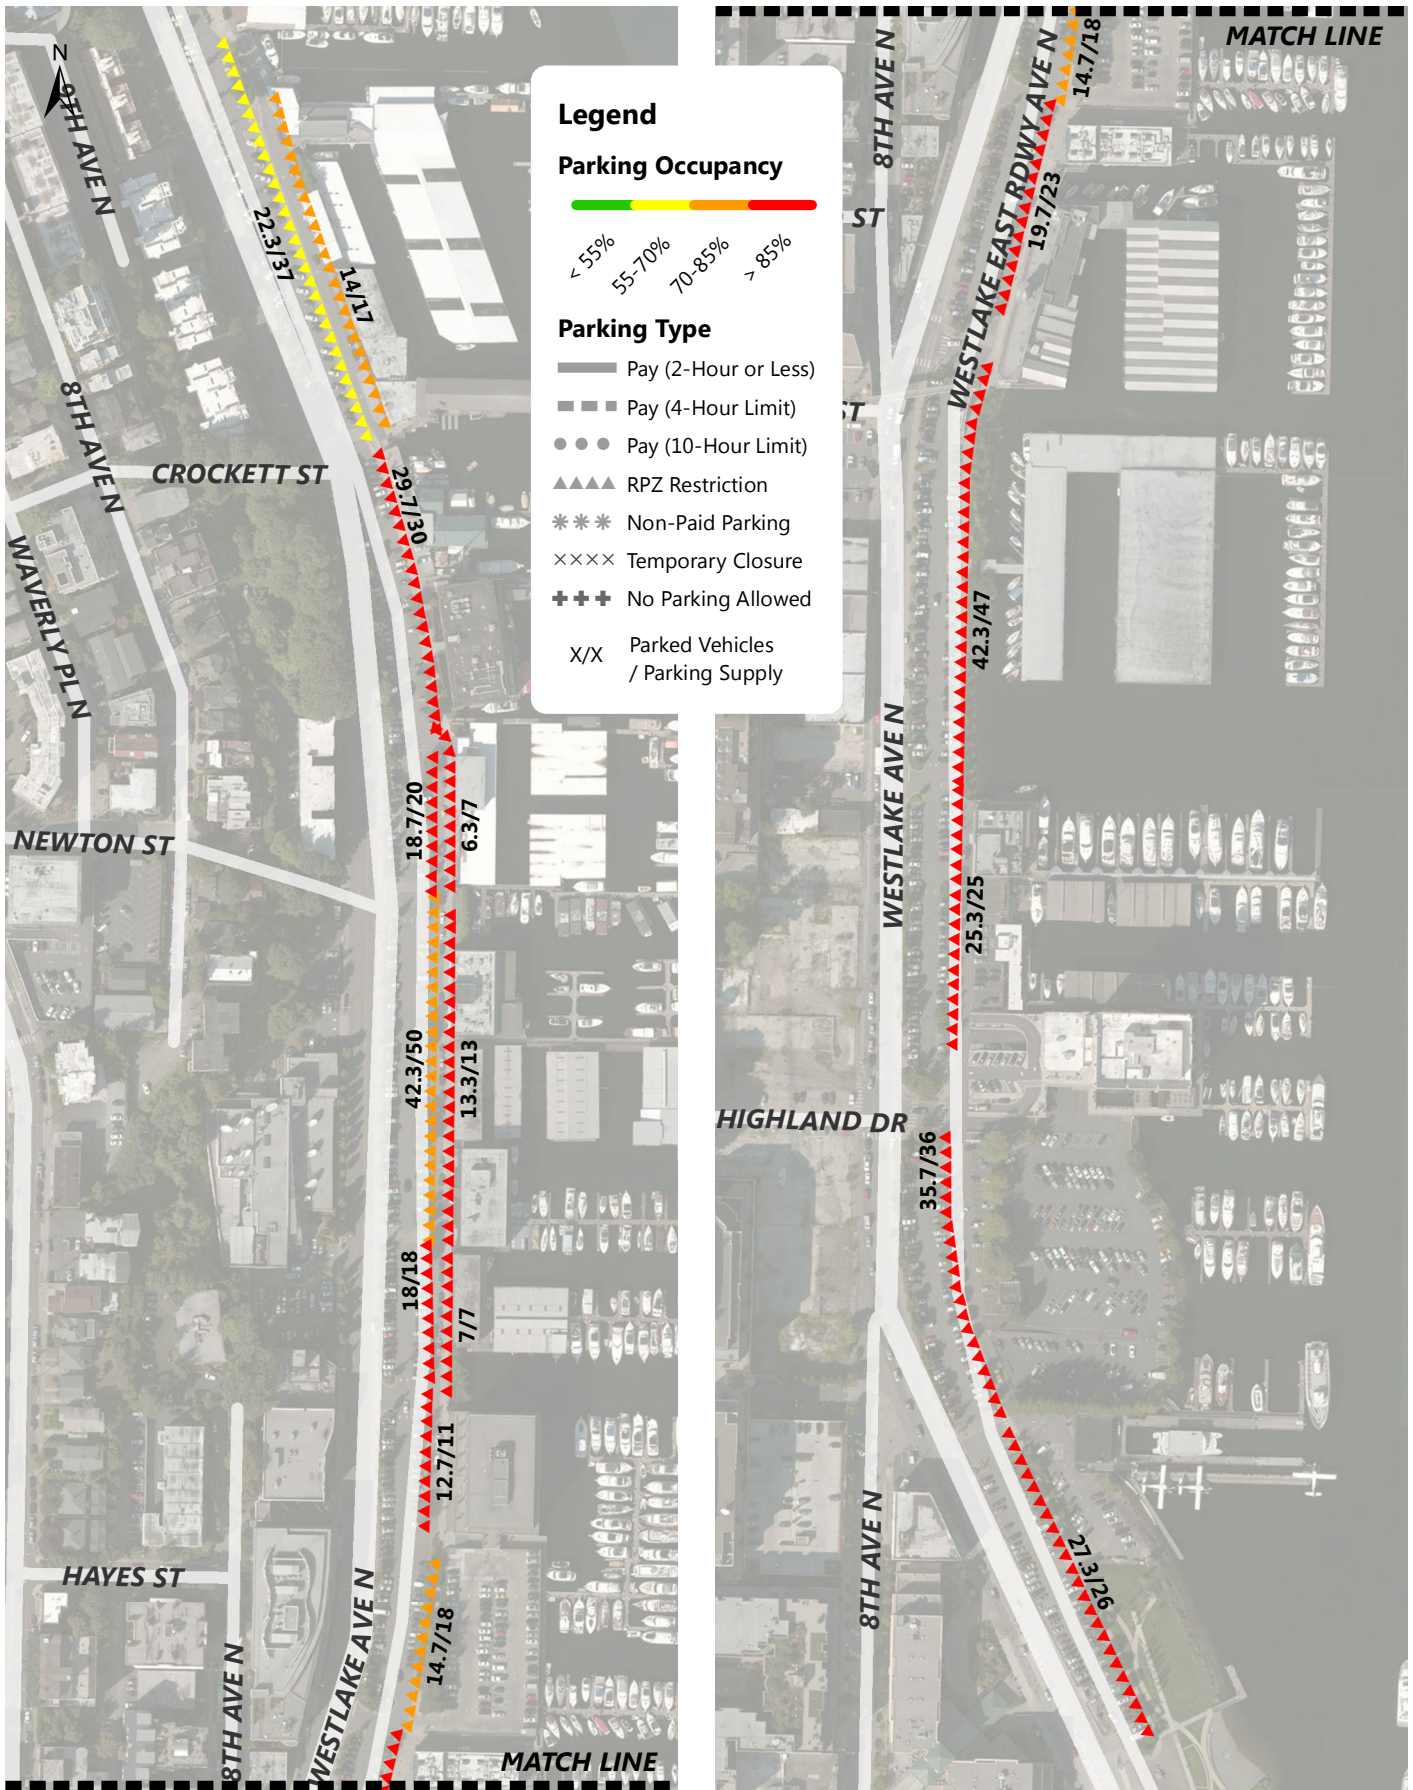 N
9TH AVE N
22.3/37
14/17
8TH AVE N
CROCKETT ST
29.7/30
WAVERLY PL N
18.7/20
6.3/7
NEWTON ST
42.3/50
13.3/13
18/18
7/7
12.7/11
HAYES ST
8TH AVE N
WESTLAKE AVE N
14.7/18
MATCH LINE
Legend
Parking Occupancy
< 55%
55-70%
70-85%
> 85%
Parking Type
Pay (2-Hour or Less)
Pay (4-Hour Limit)
Pay (10-Hour Limit)
RPZ Restriction
Non-Paid Parking
Temporary Closure
No Parking Allowed
X/X
Parked Vehicles
/ Parking Supply
MATCH LINE
8TH AVE N
14.7/18
WESTLAKE EAST RDWY AVE N
19.7/23
ST
ST
42.3/47
WESTLAKE AVE N
25.3/25
HIGHLAND DR
35.7/36
8TH AVE N
27.3/26